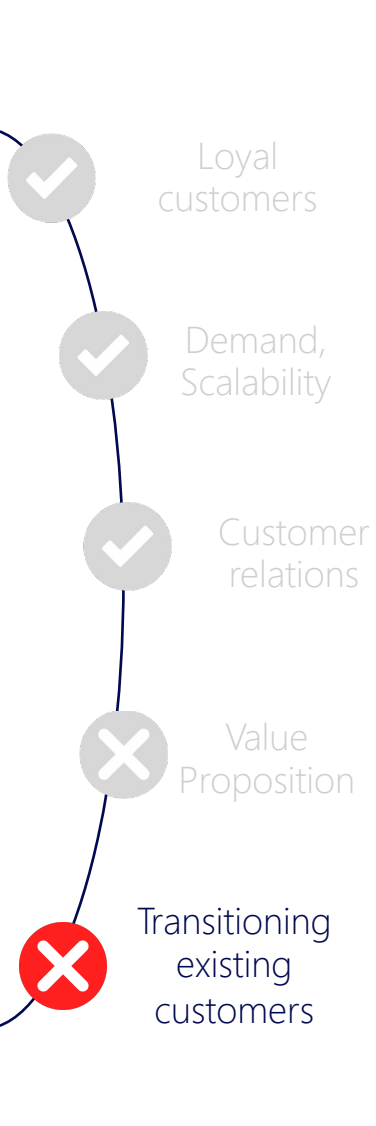 Loyal
customers
Demand,
Scalability
Customer
relations
Value
Proposition
Transitioning
existing
customers